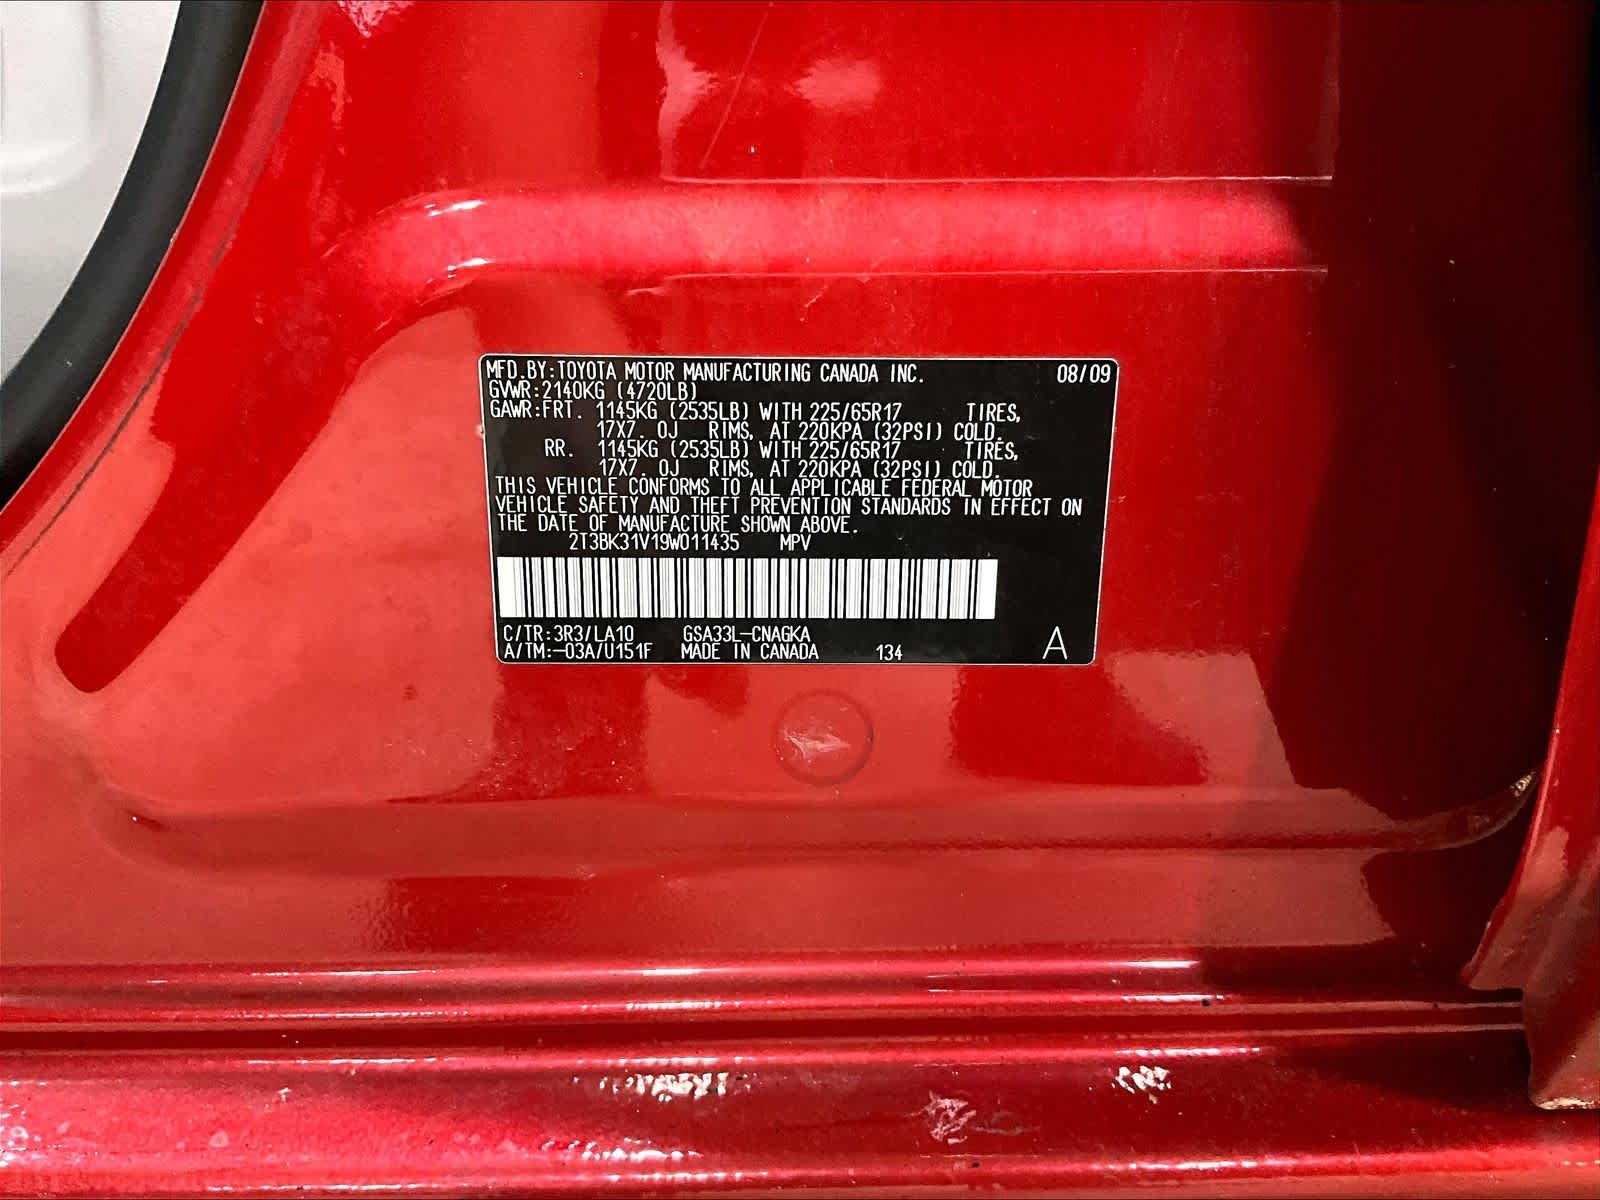 MFD.BY:TOYOTA MOTOR MANUFACTURING CANADA INC. 08/09
GVWR:2140KG (4720LB)
GAWR:FRT. 1145KG (2535LB) WITH 225/65R17 TIRES,
17X7.0J RIMS, AT 220KPA (32PSI) COLD.
RR. 1145KG (2535LB) WITH 225/65R17 TIRES,
17X7.0J RIMS, AT 220KPA (32PSI) COLD.
THIS VEHICLE CONFORMS TO ALL APPLICABLE FEDERAL MOTOR
VEHICLE SAFETY AND THEFT PREVENTION STANDARDS IN EFFECT ON
THE DATE OF MANUFACTURE SHOWN ABOVE.
2T3BK31V19W011435 MPV
C/TR:3R3/LA10 GSA33L-CNAGKA
A/TM:-03A/U151F MADE IN CANADA 134 A